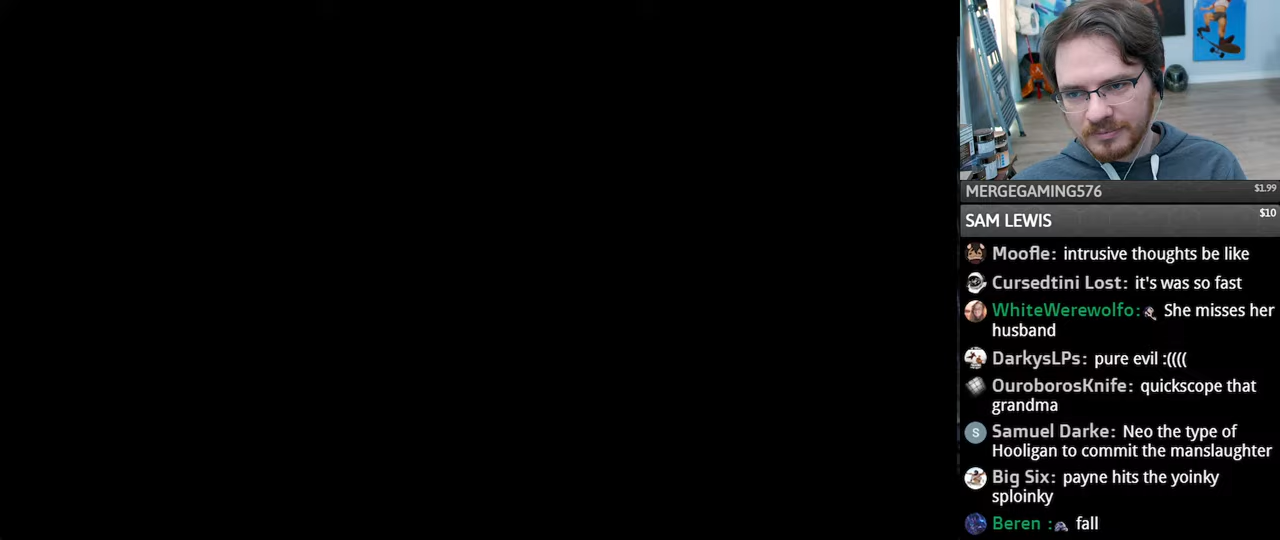 MERGEGAMING576 $1.99
SAM LEWIS $10
Moofle: intrusive thoughts be like
Cursedtini Lost: it's was so fast
WhiteWerewolfo: She misses her
husband
DarkysLPs: pure evil :((((
OuroborosKnife: quickscope that
grandma
S Samuel Darke: Neo the type of
Hooligan to commit the manslaughter
Big Six: payne hits the yoinky
sploinky
Beren : fall